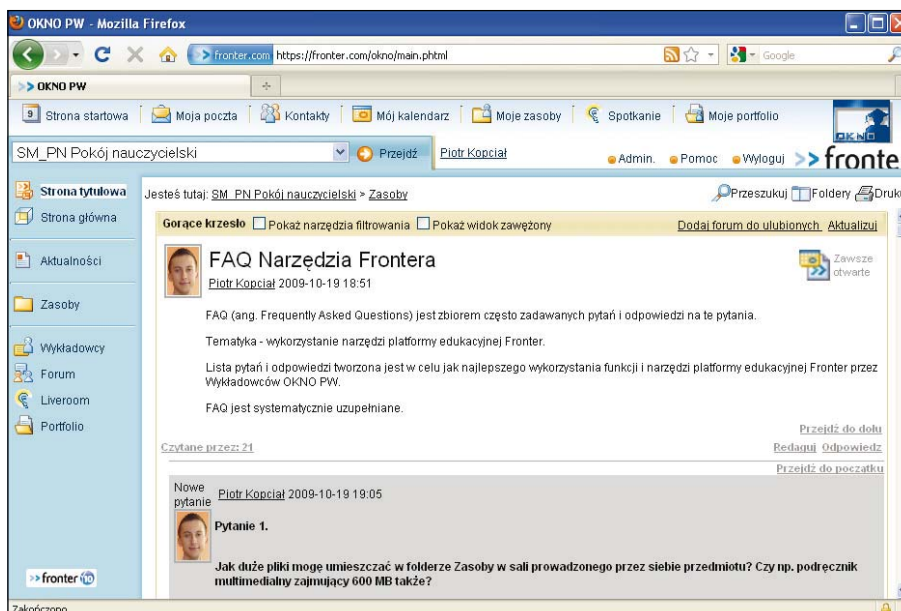 OKNO PW - Mozilla Firefox
fronter.com https://fronter.com/okno/main.phtml
Google
>> OKNO PW
9 Strona startowa Moja poczta Kontakty Mój kalendarz Moje zasoby Spotkanie Moje portfolio
OKNO
SM_PN Pokój nauczycielski Przejdź Piotr Kopciał Admin. Pomoc Wyloguj >> fronte
Strona tytułowa
Strona główna
Aktualności
Zasoby
Wykładowcy
Forum
Liveroom
Portfolio
>> fronter 10
Jesteś tutaj: SM_PN Pokój nauczycielski > Zasoby Przeszukuj Foldery Druku
Gorące krzesło Pokaż narzędzia filtrowania Pokaż widok zawężony Dodaj forum do ulubionych Aktualizuj
FAQ Narzędzia Frontera
Piotr Kopciał 2009-10-19 18:51
Zawsze
otwarte
FAQ (ang. Frequently Asked Questions) jest zbiorem często zadawanych pytań i odpowiedzi na te pytania.
Tematyka - wykorzystanie narzędzi platformy edukacyjnej Fronter.
Lista pytań i odpowiedzi tworzona jest w celu jak najlepszego wykorzystania funkcji i narzędzi platformy edukacyjnej Fronter przez
Wykładowców OKNO PW.
FAQ jest systematycznie uzupełniane.
Przejdź do dołu
Czytane przez: 21 Redaguj Odpowiedz
Przejdź do początku
Nowe
pytanie
Piotr Kopciał 2009-10-19 19:05
Pytanie 1.
Jak duże pliki mogę umieszczać w folderze Zasoby w sali prowadzonego przez siebie przedmiotu? Czy np. podręcznik
multimedialny zajmujący 600 MB także?
Zakończono